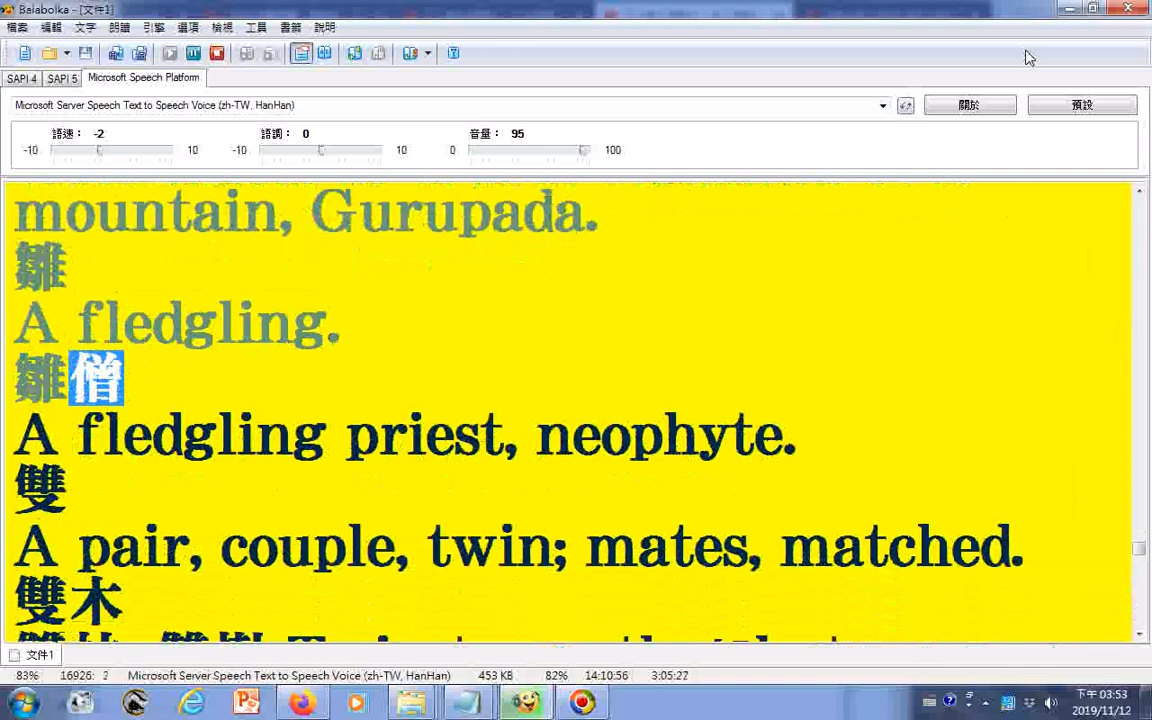 Balabolka - [文件1]
檔案 編輯 文字 朗讀 引擎 選項 檢視 工具 書籤 說明
SAPI 4 SAPI 5 Microsoft Speech Platform
Microsoft Server Speech Text to Speech Voice (zh-TW, HanHan) 關於 預設
語速： -2 語調： 0 音量： 95
-10 10 -10 10 0 100
mountain, Gurupada.
雛
A fledgling.
雛僧
A fledgling priest, neophyte.
雙
A pair, couple, twin; mates, matched.
雙木
文件1
83% 16926: 2 Microsoft Server Speech Text to Speech Voice (zh-TW, HanHan) 453 KB 82% 14:10:56 3:05:27
下午 03:53
2019/11/12